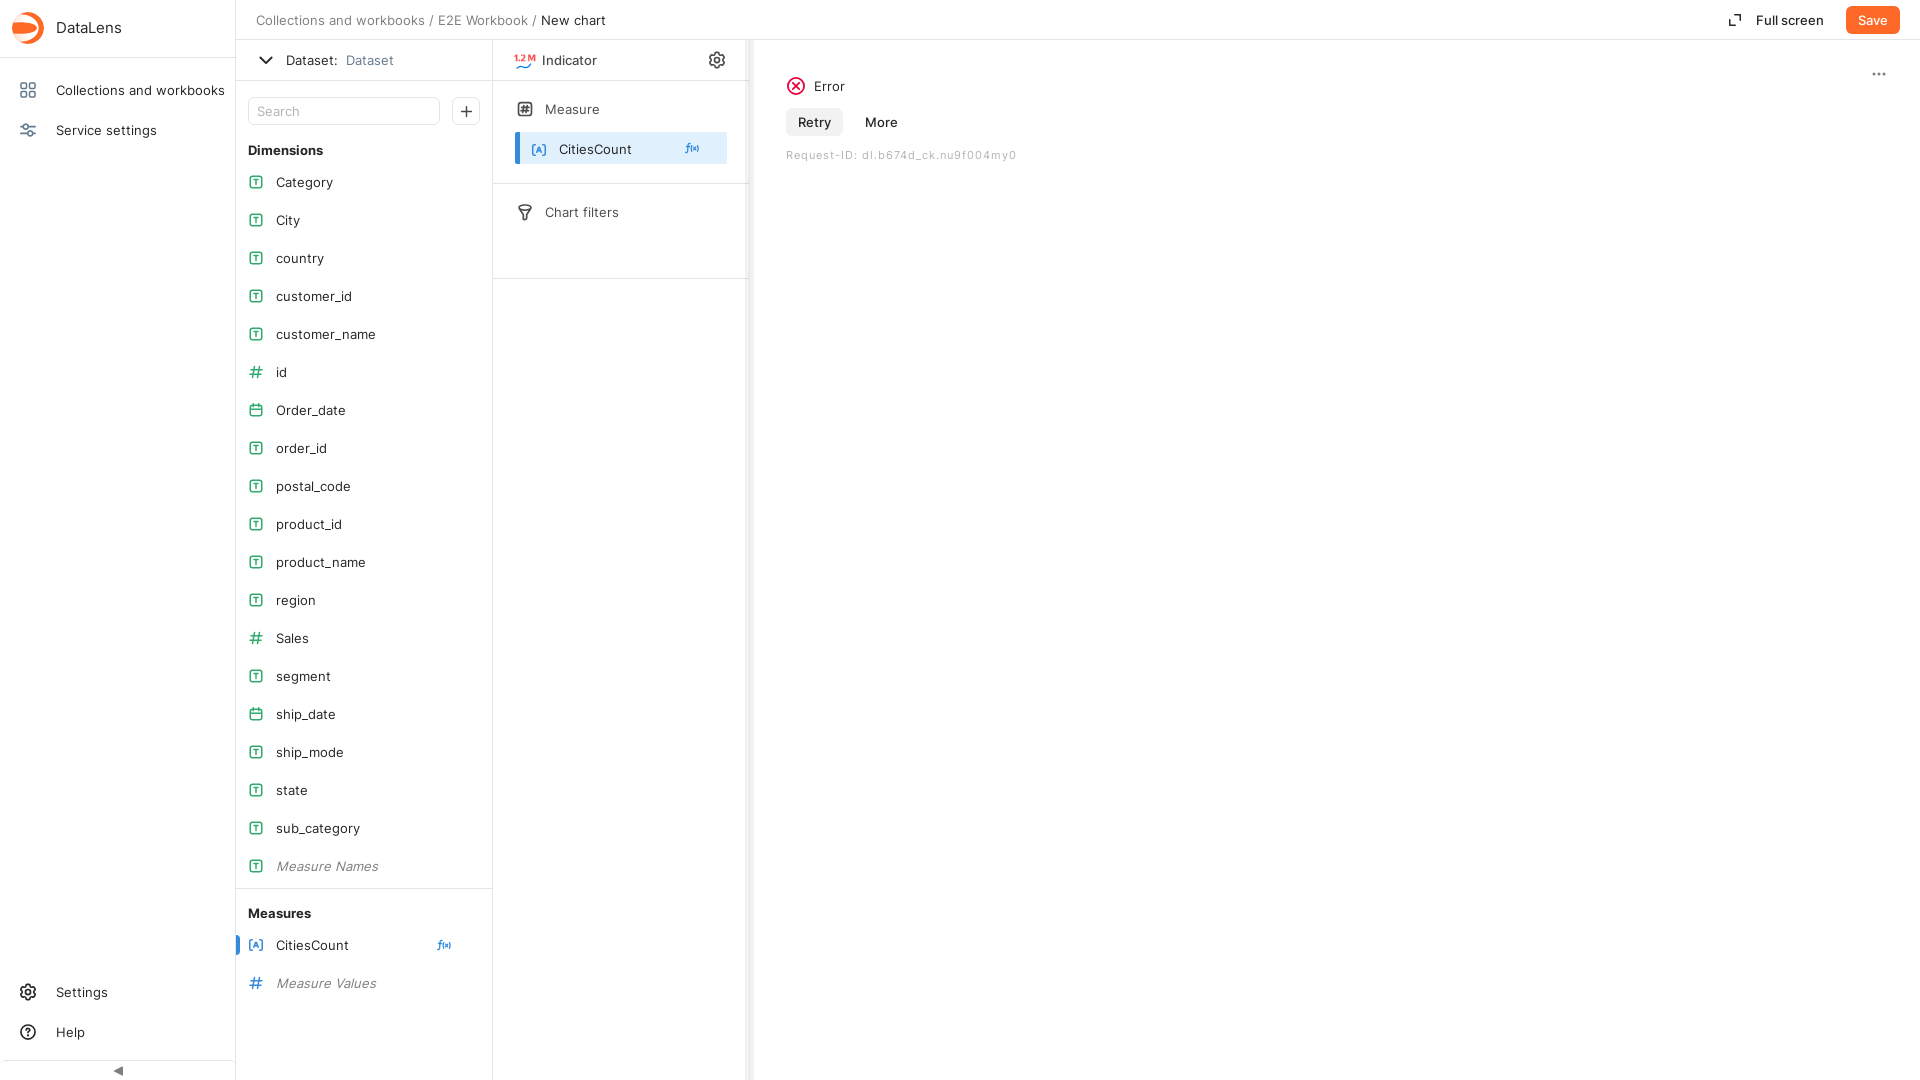 DataLens
Collections and workbooks
Service settings
Settings
Help
Collections and workbooks / E2E Workbook / New chart
Full screen
Save
Dataset: Dataset
Search
Dimensions
Category
City
country
customer_id
customer_name
id
Order_date
order_id
postal_code
product_id
product_name
region
Sales
segment
ship_date
ship_mode
state
sub_category
Measure Names
Measures
CitiesCount
Measure Values
1.2M Indicator
Measure
CitiesCount
Chart filters
Error
Retry More
Request-ID: dl.b674d_ck.nu9f004my0